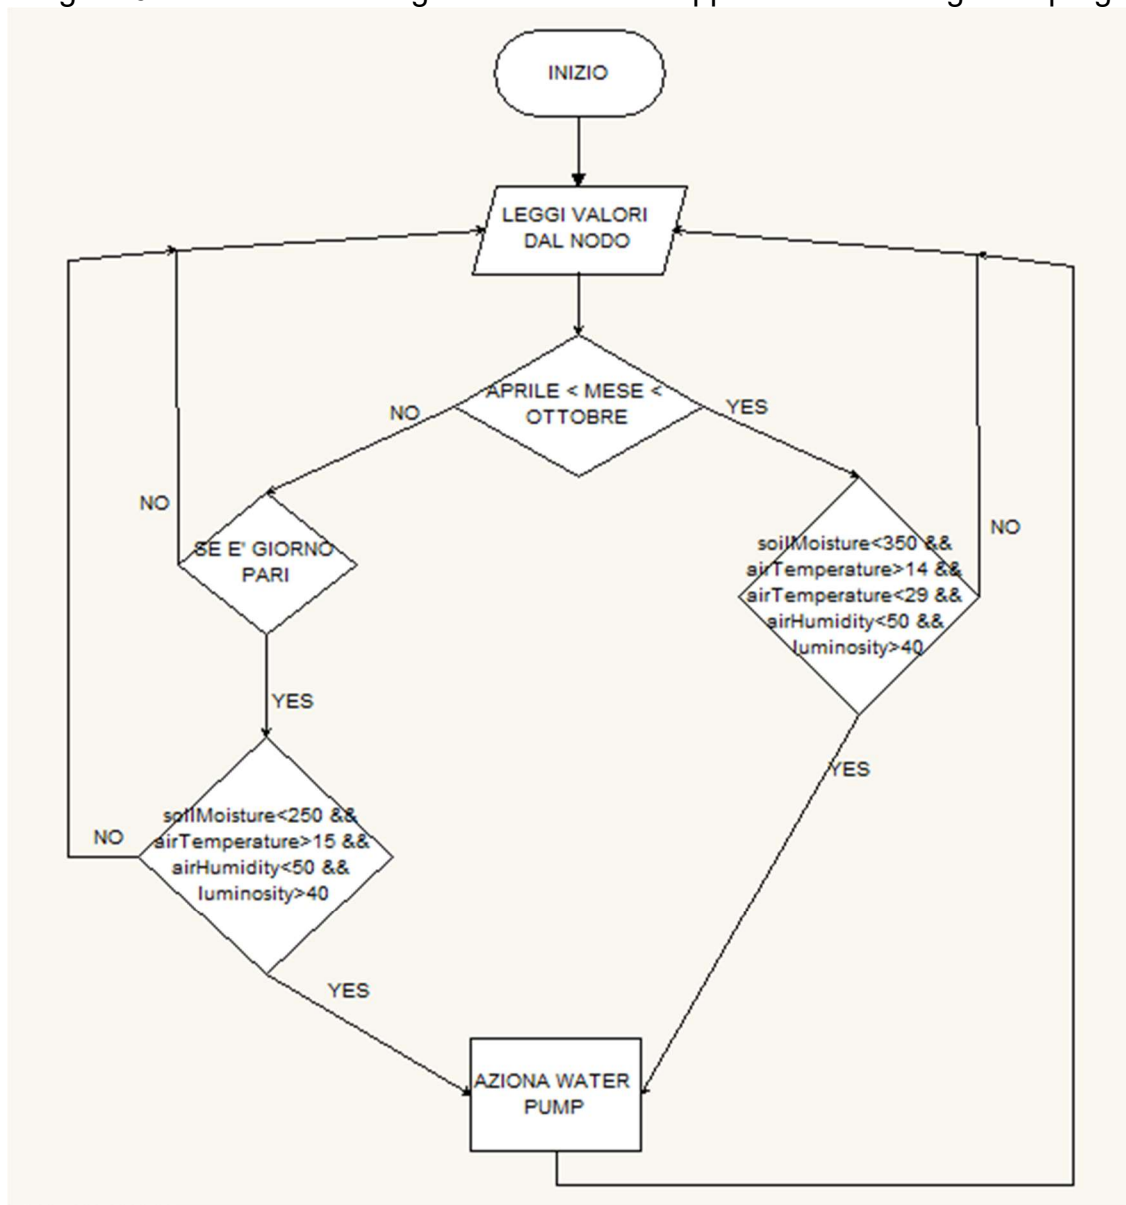 INIZIO
LEGGI VALORI
DAL NODO
APRILE < MESE <
OTTOBRE
NO
YES
SE E' GIORNO
PARI
NO
YES
soilMoisture<350 &&
airTemperature>14 &&
airTemperature<29 &&
airHumidity<50 &&
luminosity>40
NO
YES
soilMoisture<250 &&
airTemperature>15 &&
airHumidity<50 &&
luminosity>40
NO
YES
AZIONA WATER
PUMP